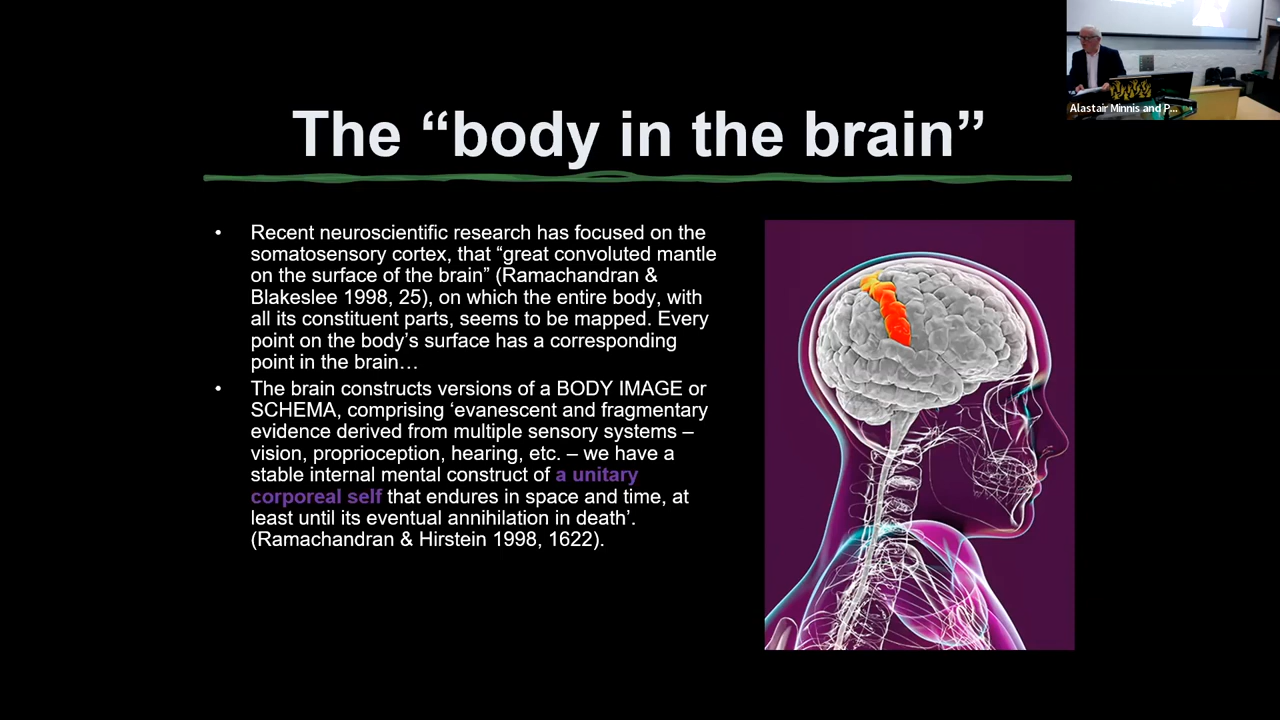 The “body in the brain”
• Recent neuroscientific research has focused on the
somatosensory cortex, that “great convoluted mantle
on the surface of the brain” (Ramachandran &
Blakeslee 1998, 25), on which the entire body, with
all its constituent parts, seems to be mapped. Every
point on the body’s surface has a corresponding
point in the brain…
• The brain constructs versions of a BODY IMAGE or
SCHEMA, comprising ‘evanescent and fragmentary
evidence derived from multiple sensory systems –
vision, proprioception, hearing, etc. – we have a
stable internal mental construct of a unitary
corporeal self that endures in space and time, at
least until its eventual annihilation in death’.
(Ramachandran & Hirstein 1998, 1622).
Alastair Minnis and P...